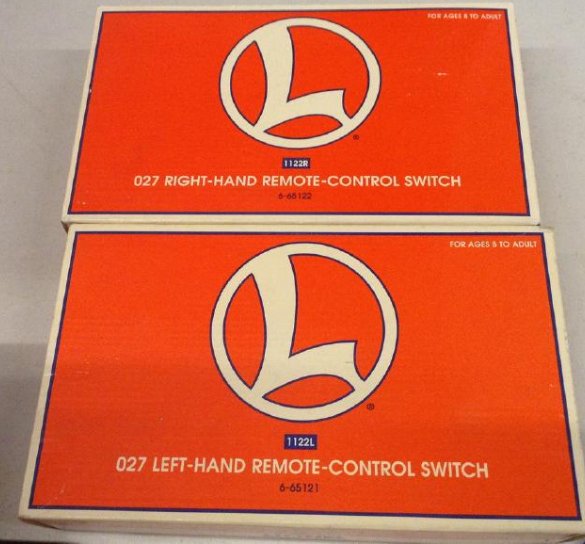 FOR AGES 8 TO ADULT
L
®
1122R
027 RIGHT-HAND REMOTE-CONTROL SWITCH
6-65122
FOR AGES 8 TO ADULT
L
®
1122L
027 LEFT-HAND REMOTE-CONTROL SWITCH
6-65121